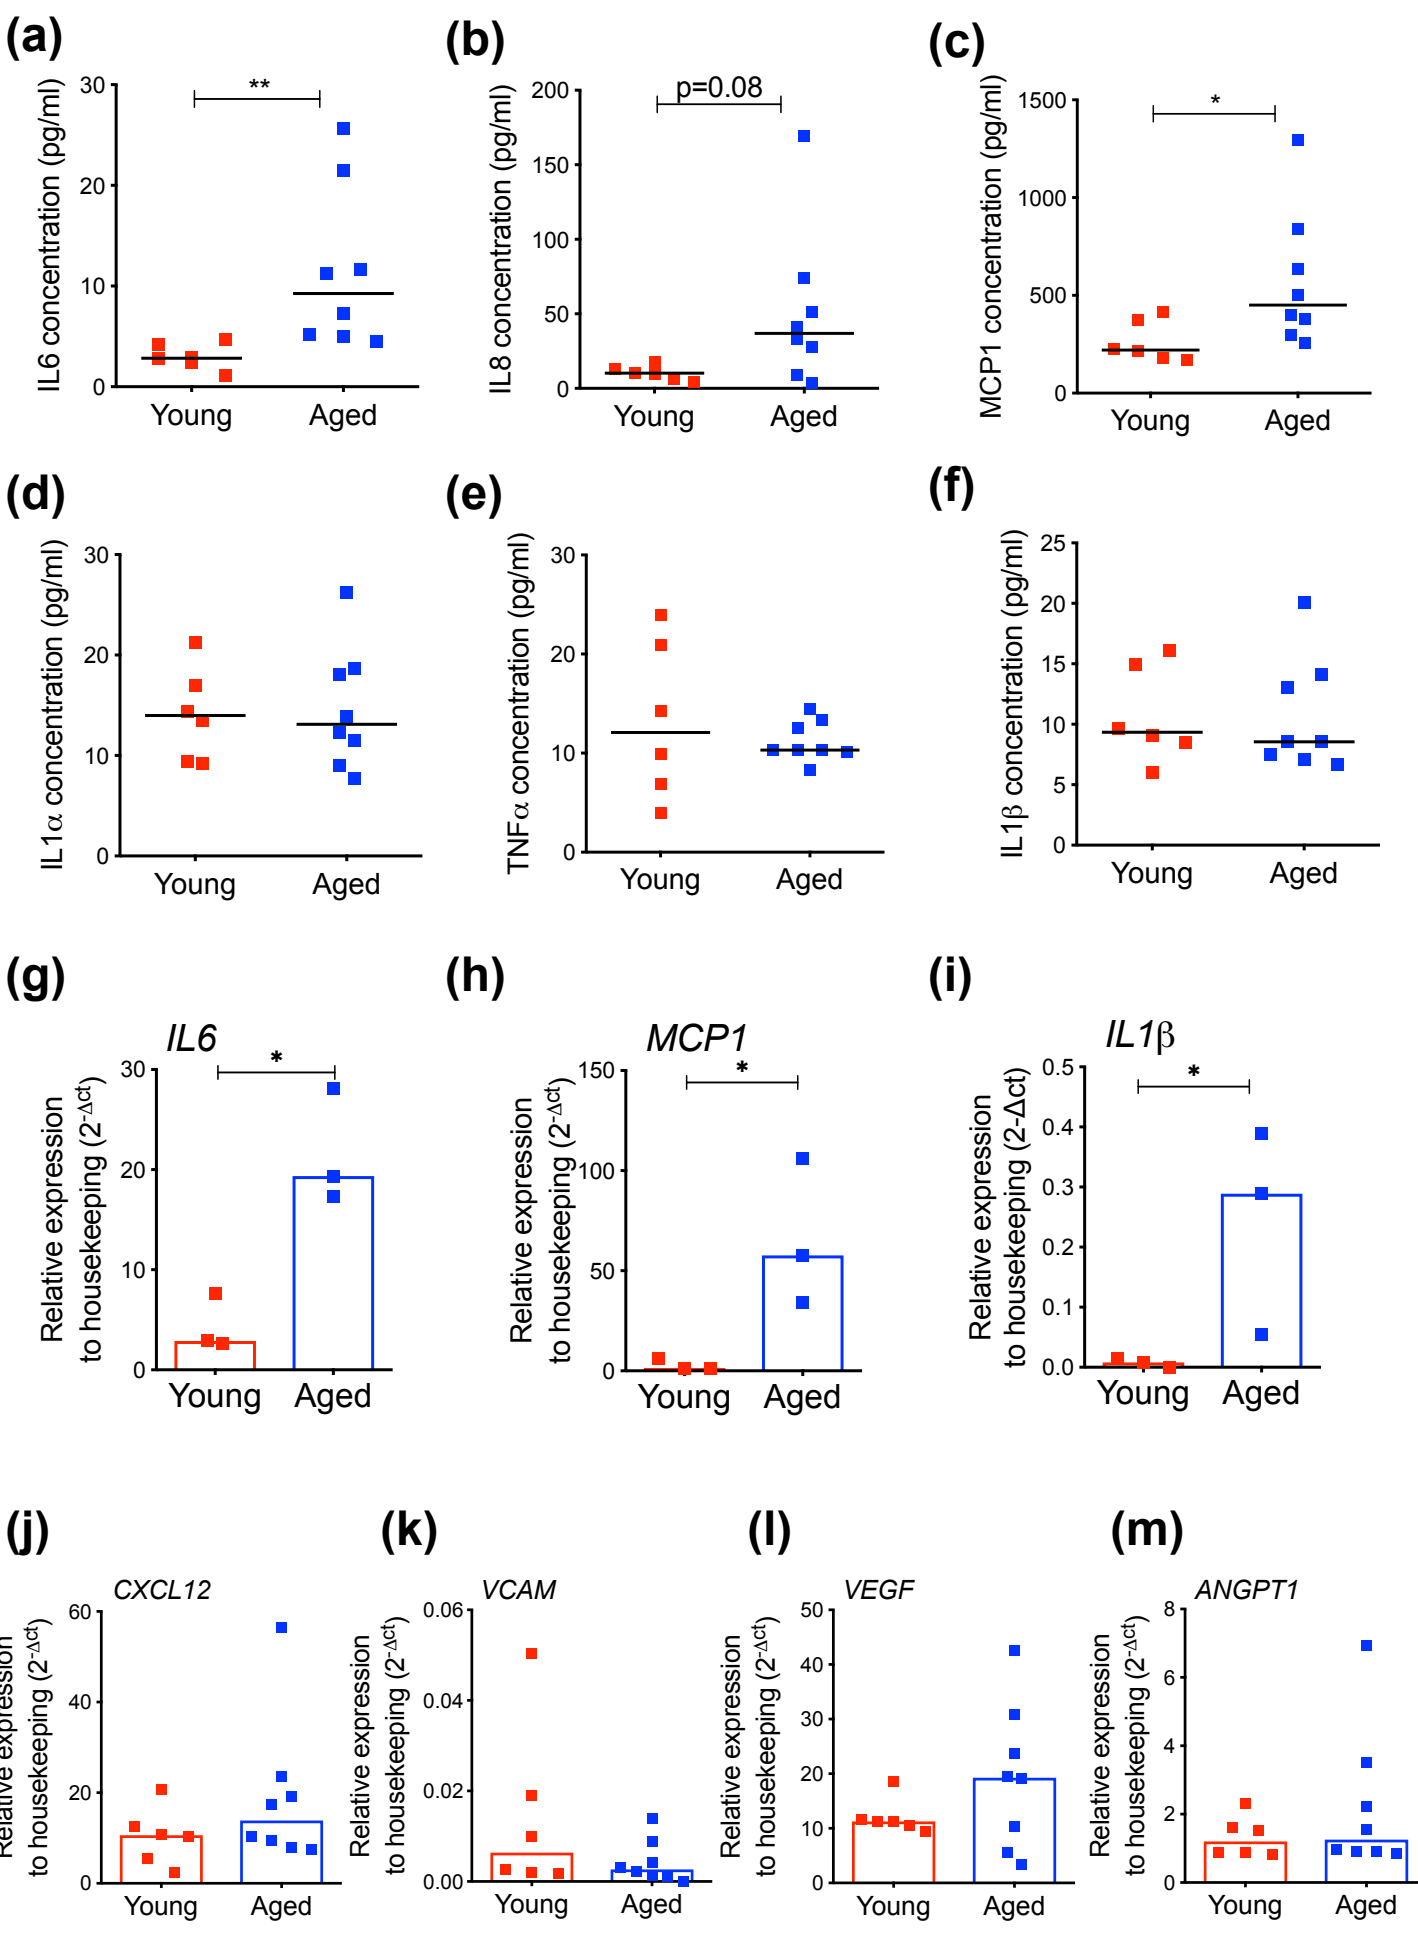 (a)
IL6 concentration (pg/ml)
30
20
10
0
**
Young
Aged
(b)
IL8 concentration (pg/ml)
200
150
100
50
0
p=0.08
Young
Aged
(c)
MCP1 concentration (pg/ml)
1500
1000
500
0
*
Young
Aged
(d)
IL1α concentration (pg/ml)
30
20
10
0
Young
Aged
(e)
TNFα concentration (pg/ml)
30
20
10
0
Young
Aged
(f)
IL1β concentration (pg/ml)
25
20
15
10
5
0
Young
Aged
(g)
IL6
Relative expression
to housekeeping (2-Δct)
30
20
10
0
*
Young
Aged
(h)
MCP1
Relative expression
to housekeeping (2-Δct)
150
100
50
0
*
Young
Aged
(i)
IL1β
Relative expression
to housekeeping (2-Δct)
0.5
0.4
0.3
0.2
0.1
0.0
*
Young
Aged
(j)
CXCL12
Relative expression
to housekeeping (2-Δct)
60
40
20
0
Young
Aged
(k)
VCAM
Relative expression
to housekeeping (2-Δct)
0.06
0.04
0.02
0.00
Young
Aged
(l)
VEGF
Relative expression
to housekeeping (2-Δct)
50
40
30
20
10
0
Young
Aged
(m)
ANGPT1
Relative expression
to housekeeping (2-Δct)
8
6
4
2
0
Young
Aged